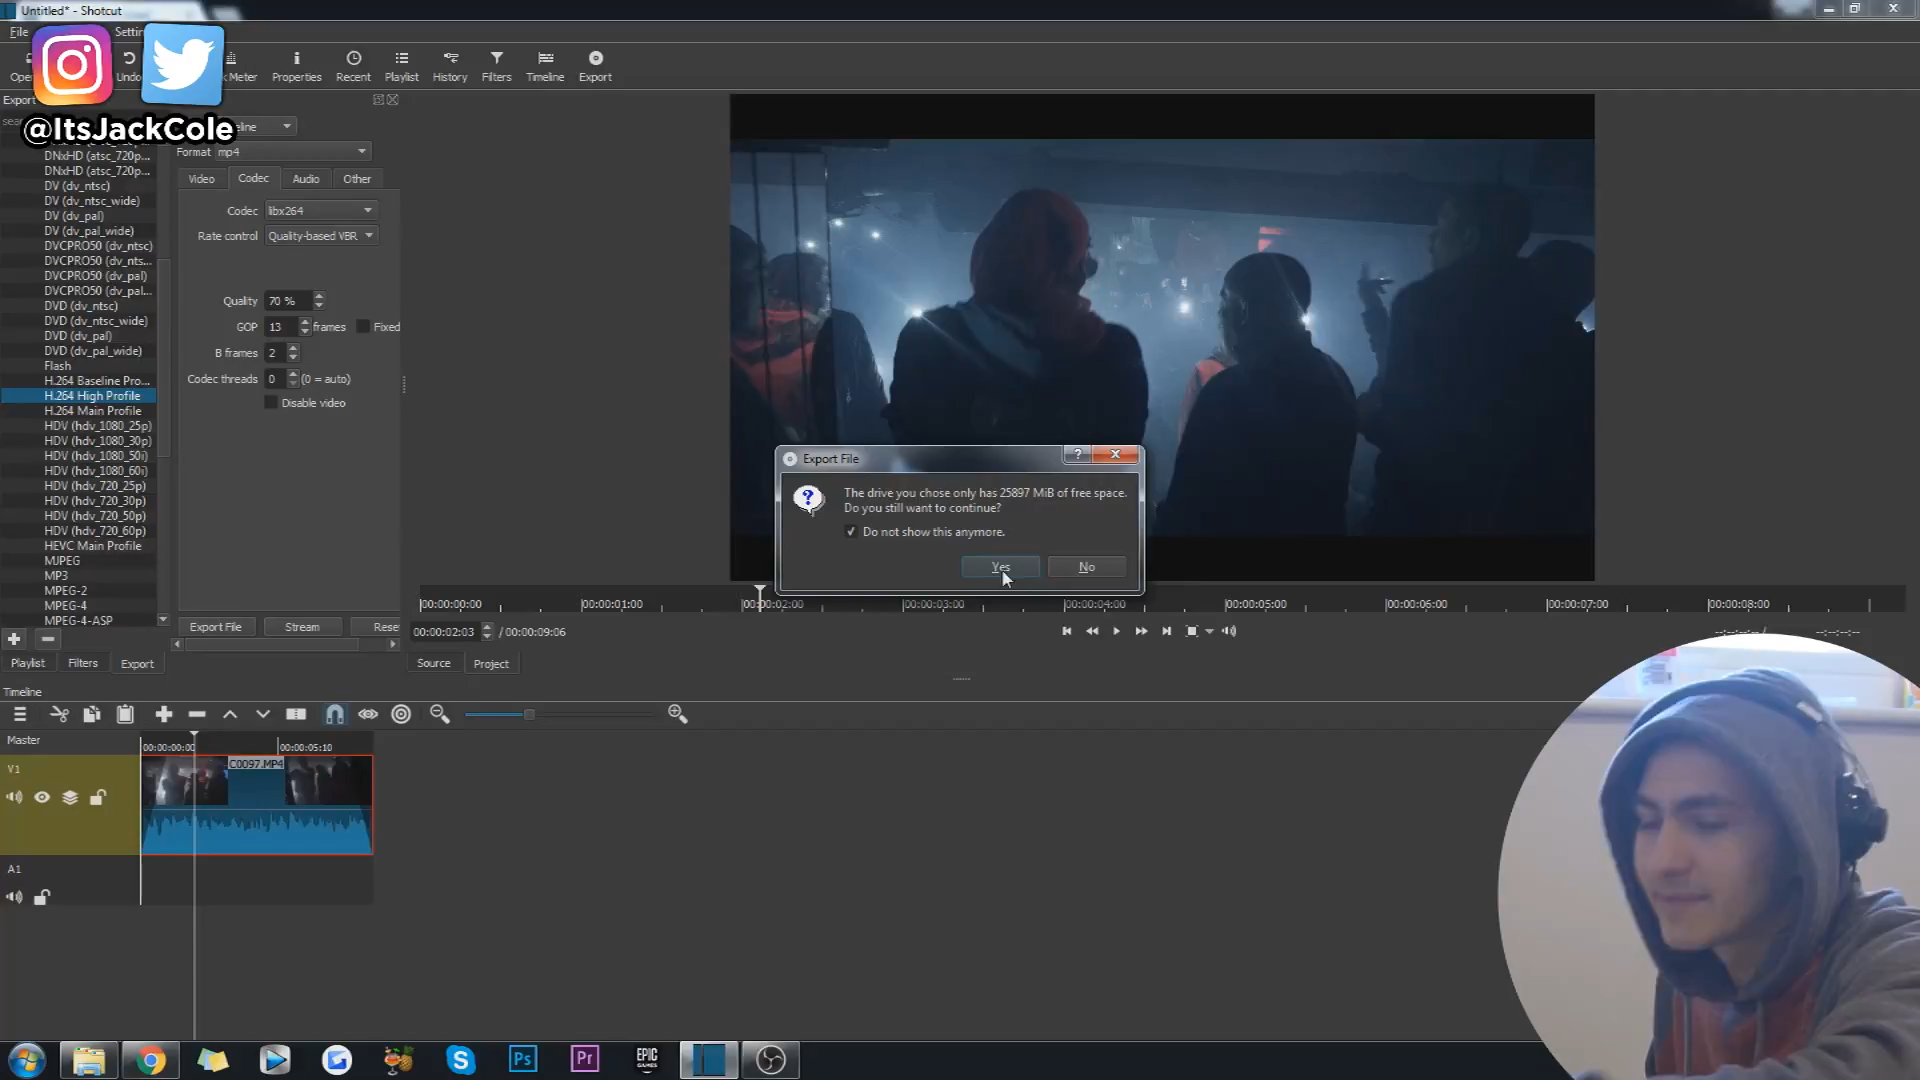 Untitled* - Shotcut
File
Undo
Properties
Recent
Playlist
History
Filters
Timeline
Export
@ItsJackCole
Export
Format mp4
Video Codec Audio Other
Codec libx264
Rate control Quality-based VBR
Quality 70 %
GOP 13 frames Fixed
B frames 2
Codec threads 0 (0 = auto)
Disable video
DNxHD (atsc_720p...
DNxHD (atsc_720p...
DV (dv_ntsc)
DV (dv_ntsc_wide)
DV (dv_pal)
DV (dv_pal_wide)
DVCPRO50 (dv_ntsc)
DVCPRO50 (dv_nts...
DVCPRO50 (dv_pal)
DVCPRO50 (dv_pal...
DVD (dv_ntsc)
DVD (dv_ntsc_wide)
DVD (dv_pal)
DVD (dv_pal_wide)
Flash
H.264 Baseline Pro...
H.264 High Profile
H.264 Main Profile
HDV (hdv_1080_25p)
HDV (hdv_1080_30p)
HDV (hdv_1080_50i)
HDV (hdv_1080_60i)
HDV (hdv_720_25p)
HDV (hdv_720_30p)
HDV (hdv_720_50p)
HDV (hdv_720_60p)
HEVC Main Profile
MJPEG
MP3
MPEG-2
MPEG-4
MPEG-4-ASP
Export File Stream
Playlist Filters Export
Export File
The drive you chose only has 25897 MiB of free space.
Do you still want to continue?
Do not show this anymore.
Yes No
00:00:00:00 00:00:01:00 00:00:02:00 00:00:03:00 00:00:04:00 00:00:05:00 00:00:06:00 00:00:07:00 00:00:08:00
00:00:02:03 / 00:00:09:06
--:--:--:-- / --:--:--:--
Source Project
Timeline
Master
00:00:00:00 00:00:05:10
V1
C0097.MP4
A1
Ps
Pr
EPIC
GAMES